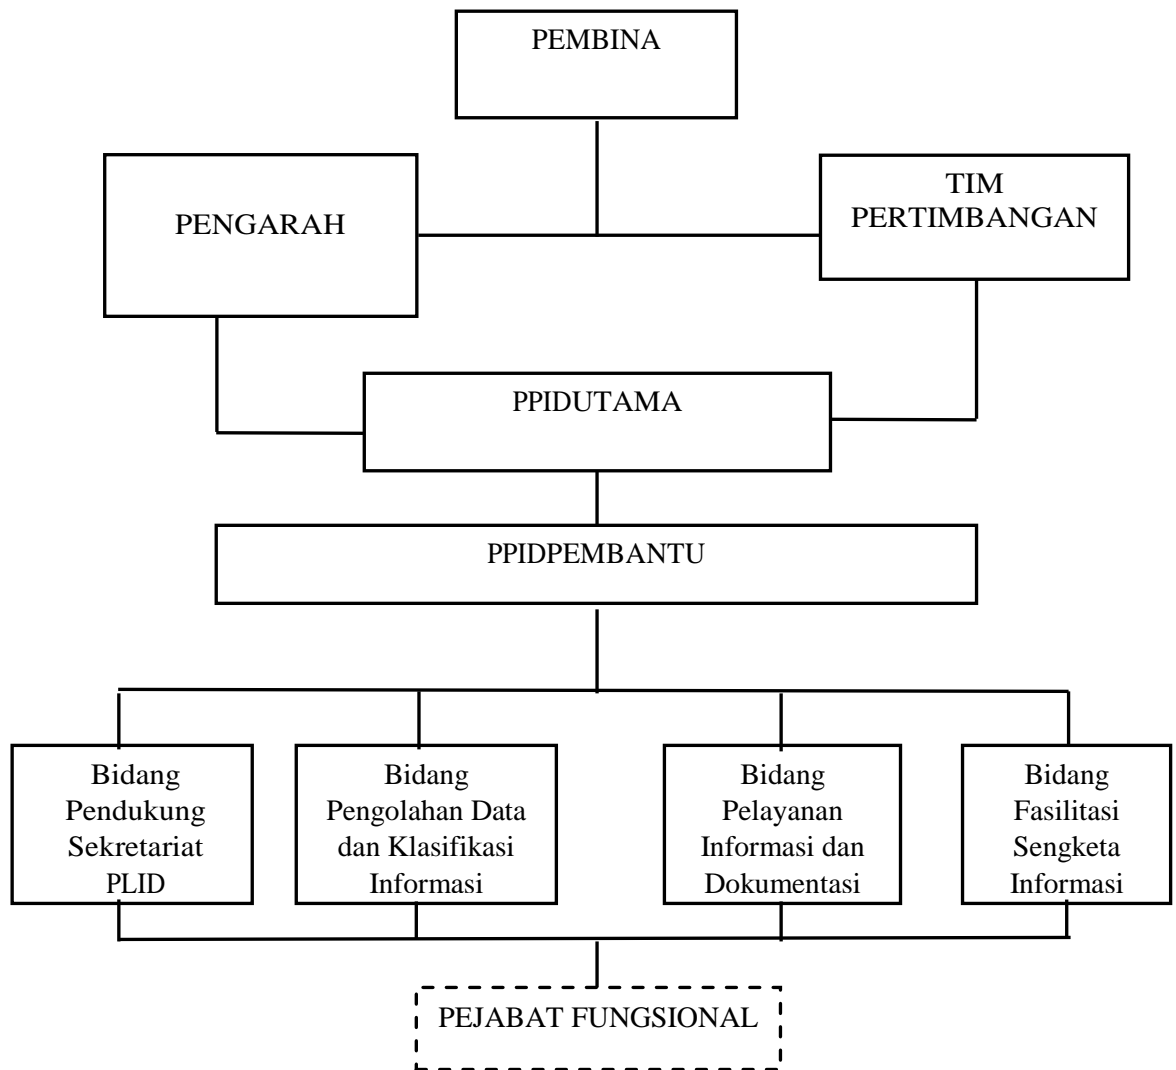 PEMBINA
PENGARAH
TIM
PERTIMBANGAN
PPIDUTAMA
PPIDPEMBANTU
Bidang
Pendukung
Sekretariat
PLID
Bidang
Pengolahan Data
dan Klasifikasi
Informasi
Bidang
Pelayanan
Informasi dan
Dokumentasi
Bidang
Fasilitasi
Sengketa
Informasi
PEJABAT FUNGSIONAL